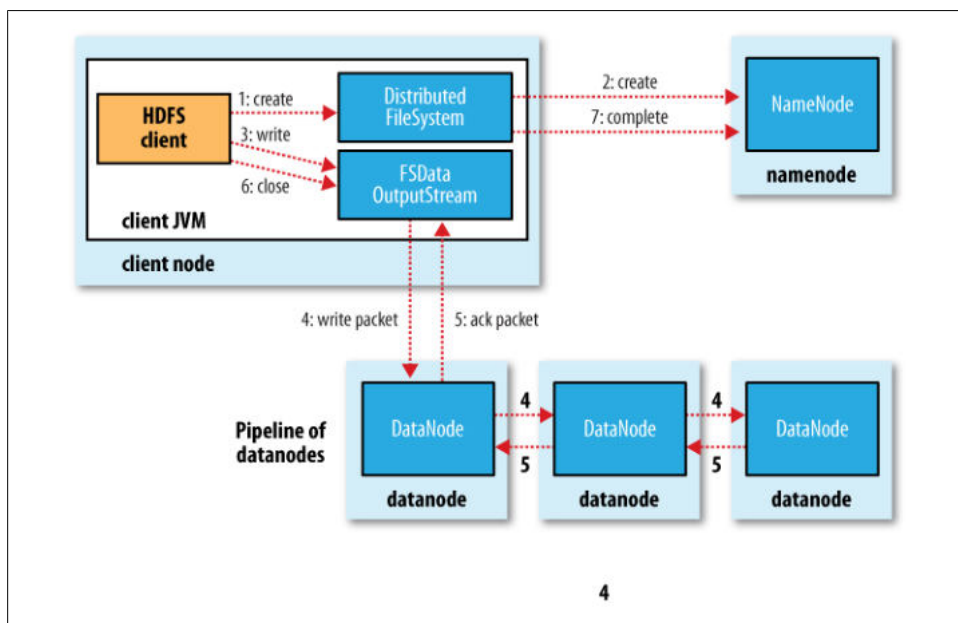 1: create
2: create
HDFS
client
Distributed
FileSystem
NameNode
3: write
7: complete
6: close
FSData
OutputStream
namenode
client JVM
client node
4: write packet
5: ack packet
Pipeline of
datanodes
DataNode
4
DataNode
4
DataNode
5
5
datanode
datanode
datanode
4